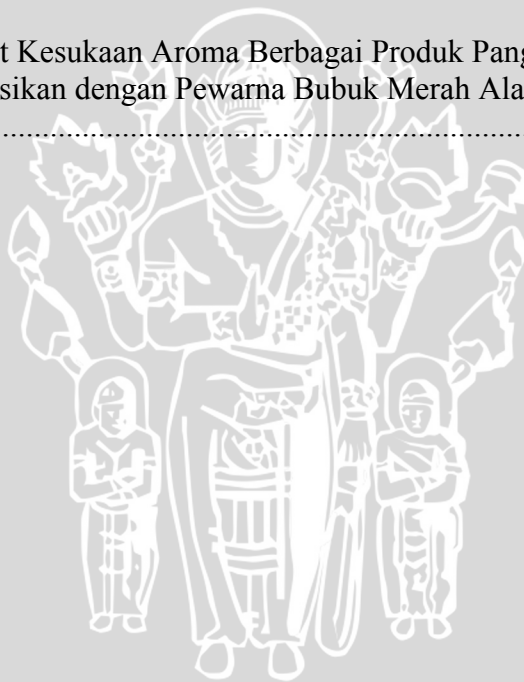 t Kesukaan Aroma Berbagai Produk Pang
sikan dengan Pewarna Bubuk Merah Ala
....................................................................